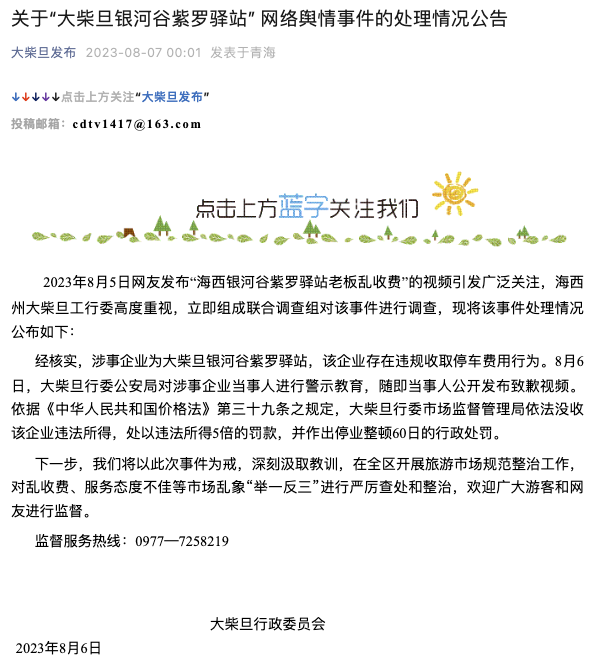 关于“大柴旦银河谷紫罗驿站” 网络舆情事件的处理情况公告
大柴旦发布 2023-08-07 00:01 发表于青海
↓↓↓↓↓点击上方关注“大柴旦发布”
投稿邮箱：cdtv1417@163.com
点击上方蓝字关注我们
2023年8月5日网友发布“海西银河谷紫罗驿站老板乱收费”的视频引发广泛关注，海西
州大柴旦工行委高度重视，立即组成联合调查组对该事件进行调查，现将该事件处理情况
公布如下：
经核实，涉事企业为大柴旦银河谷紫罗驿站，该企业存在违规收取停车费用行为。8月6
日，大柴旦行委公安局对涉事企业当事人进行警示教育，随即当事人公开发布致歉视频。
依据《中华人民共和国价格法》第三十九条之规定，大柴旦行委市场监督管理局依法没收
该企业违法所得，处以违法所得5倍的罚款，并作出停业整顿60日的行政处罚。
下一步，我们将以此次事件为戒，深刻汲取教训，在全区开展旅游市场规范整治工作，
对乱收费、服务态度不佳等市场乱象“举一反三”进行严厉查处和整治，欢迎广大游客和网
友进行监督。
监督服务热线：0977—7258219
大柴旦行政委员会
2023年8月6日